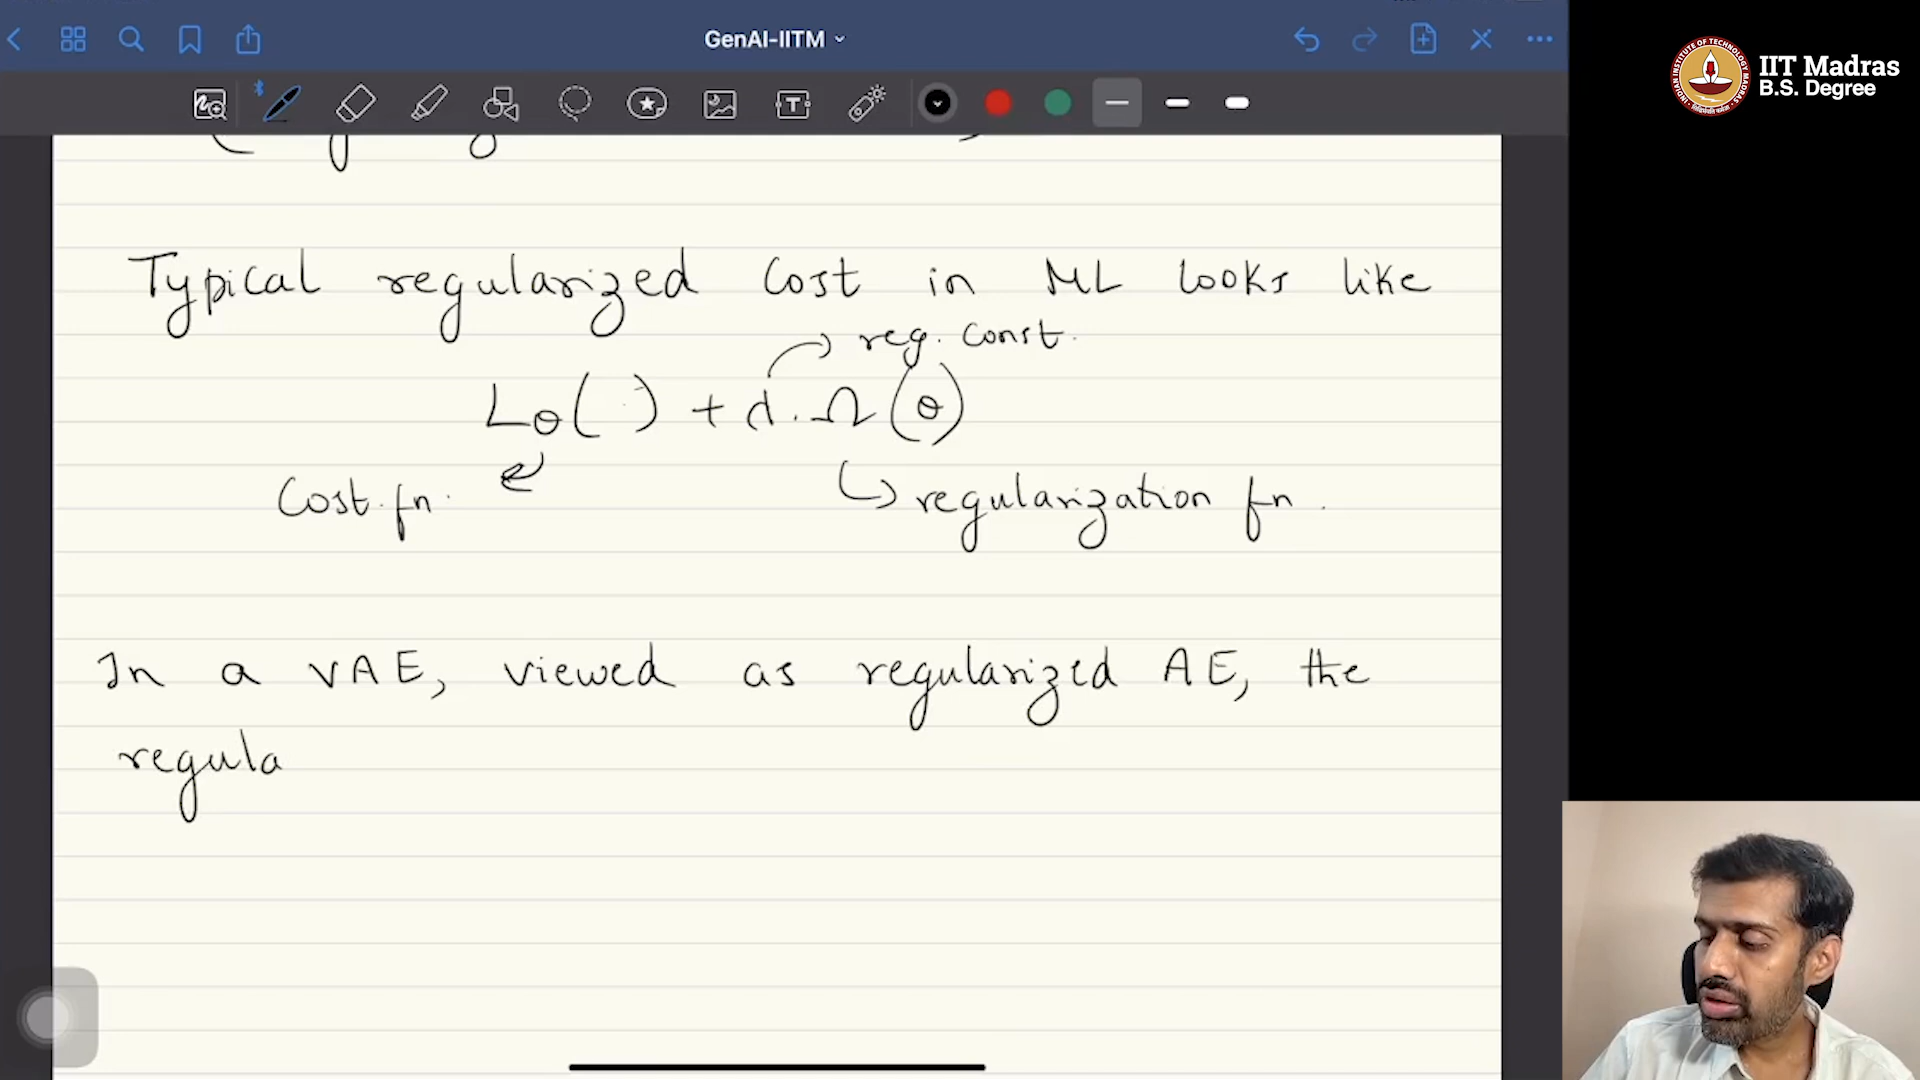 GenAI-IITM
IIT Madras
B.S. Degree
Typical regularized cost in ML looks like
reg. const.
Lθ( ) + d. Ω(θ)
Cost fn.
regularization fn.
In a VAE, viewed as regularized AE, the
regula